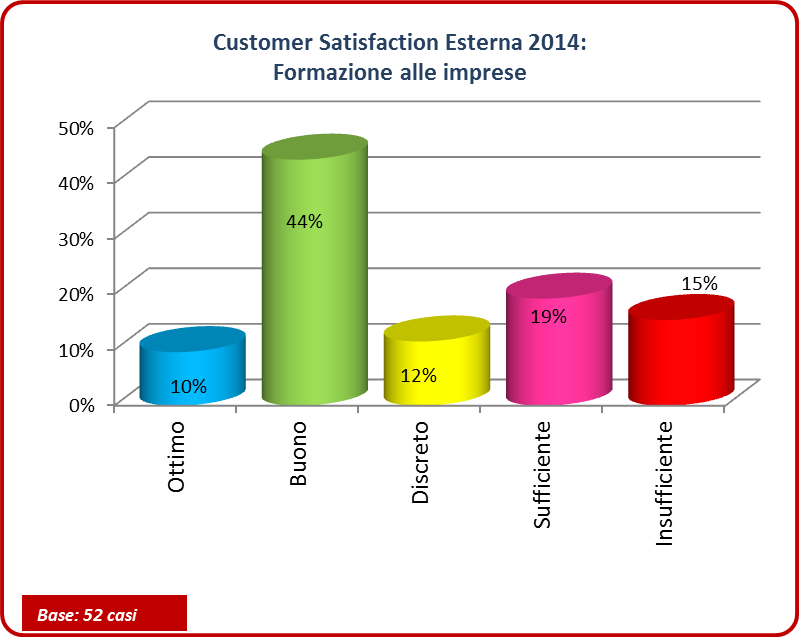 Customer Satisfaction Esterna 2014:
Formazione alle imprese
50%
40%
30%
20%
10%
0%
10%
44%
12%
19%
15%
Ottimo
Buono
Discreto
Sufficiente
Insufficiente
Base: 52 casi